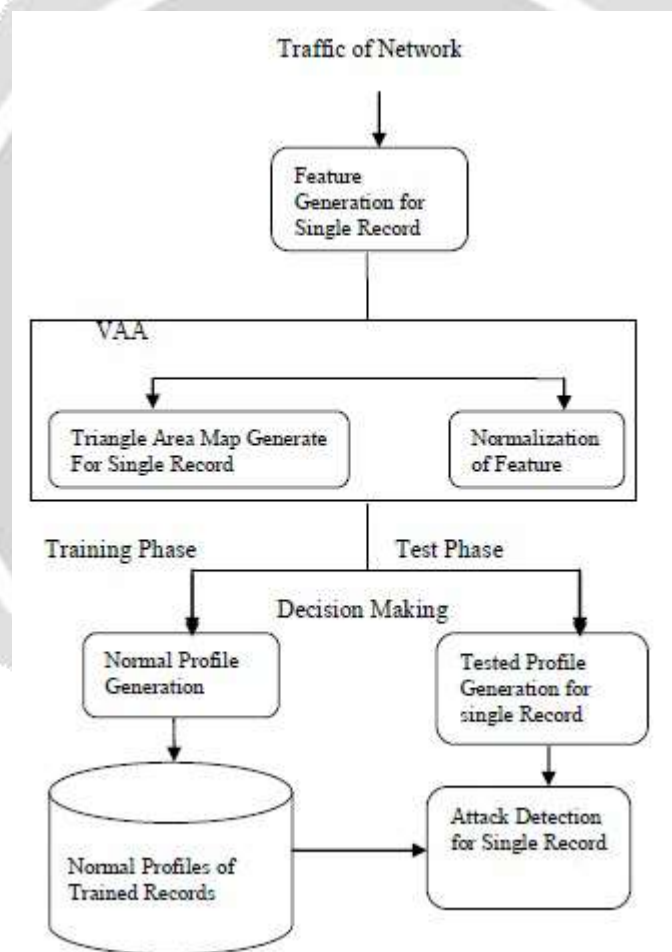 Traffic of Network
Feature
Generation for
Single Record
VAA
Triangle Area Map Generate
For Single Record
Normalization
of Feature
Training Phase
Test Phase
Decision Making
Normal Profile
Generation
Tested Profile
Generation for
single Record
Normal Profiles of
Trained Records
Attack Detection
for Single Record